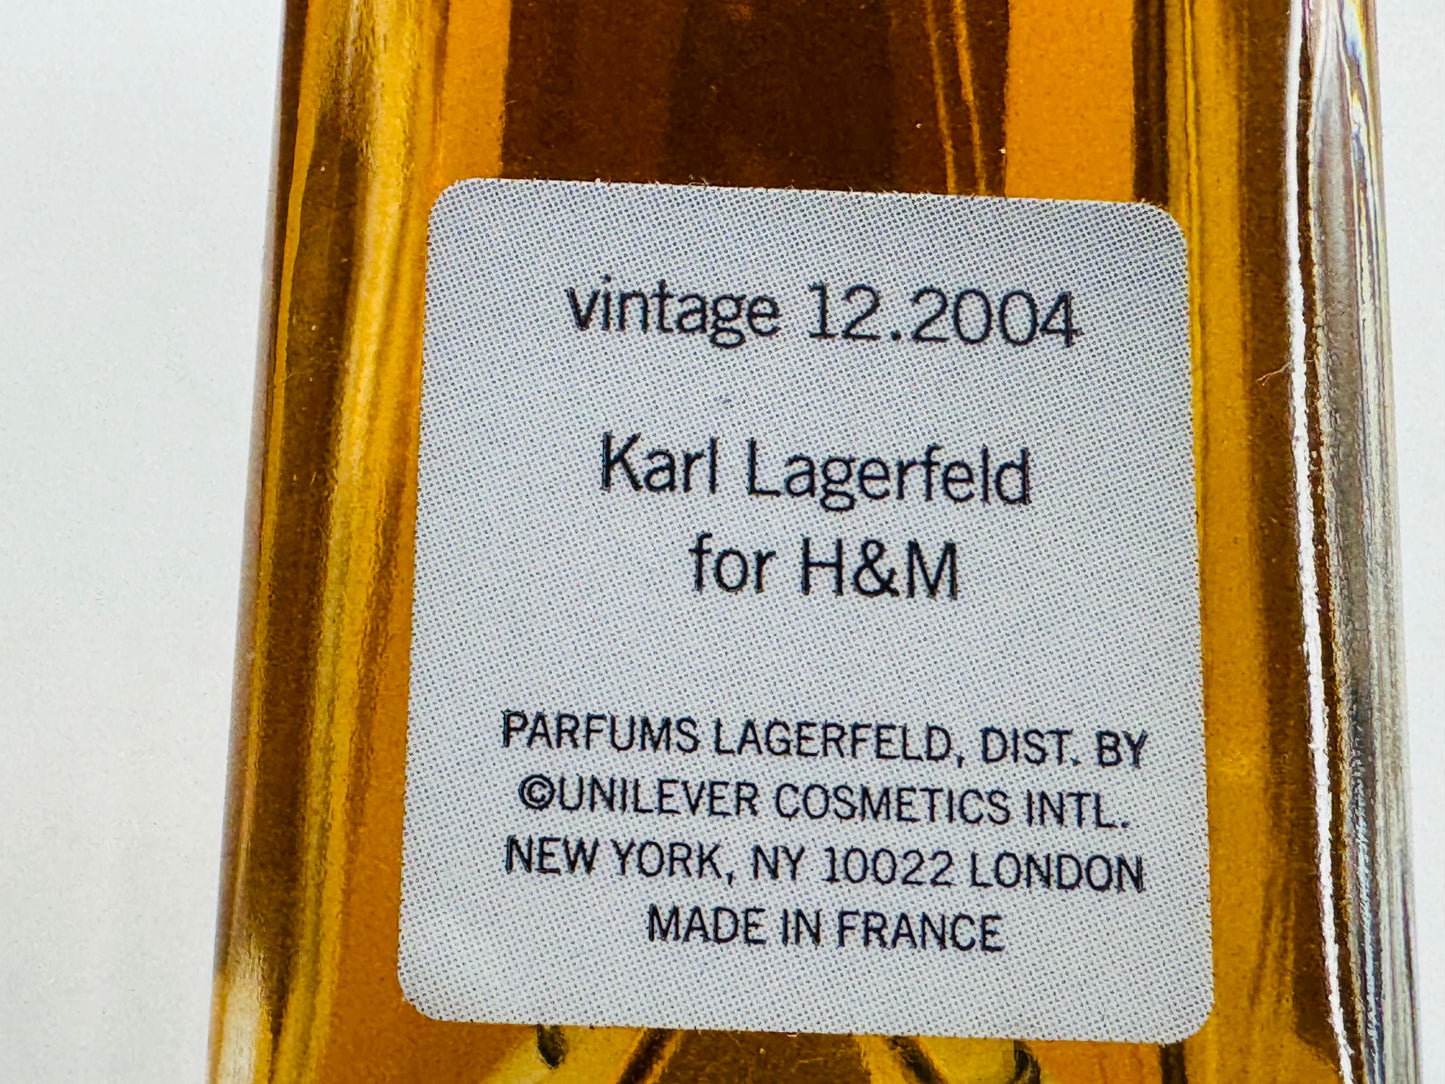 vintage 12.2004
Karl Lagerfeld
for H&M
PARFUMS LAGERFELD, DIST. BY
©UNILEVER COSMETICS INTL.
NEW YORK, NY 10022 LONDON
MADE IN FRANCE